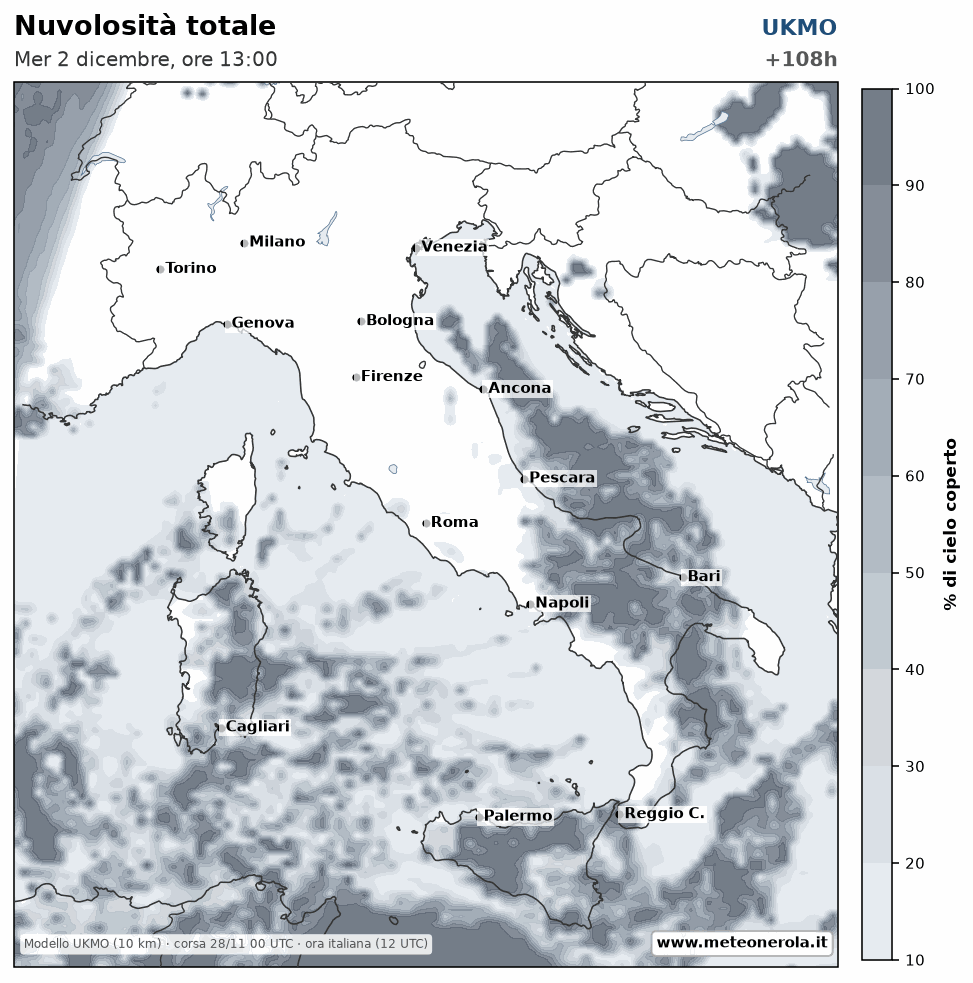 Nuvolosità totale
UKMO
Mer 2 dicembre, ore 13:00
+108h
100
90
80
70
60
50
40
30
20
10
% di cielo coperto
Milano
Venezia
Torino
Genova
Bologna
Firenze
Ancona
Pescara
Roma
Bari
Napoli
Cagliari
Palermo
Reggio C.
Modello UKMO (10 km) · corsa 28/11 00 UTC · ora italiana (12 UTC)
www.meteonerola.it